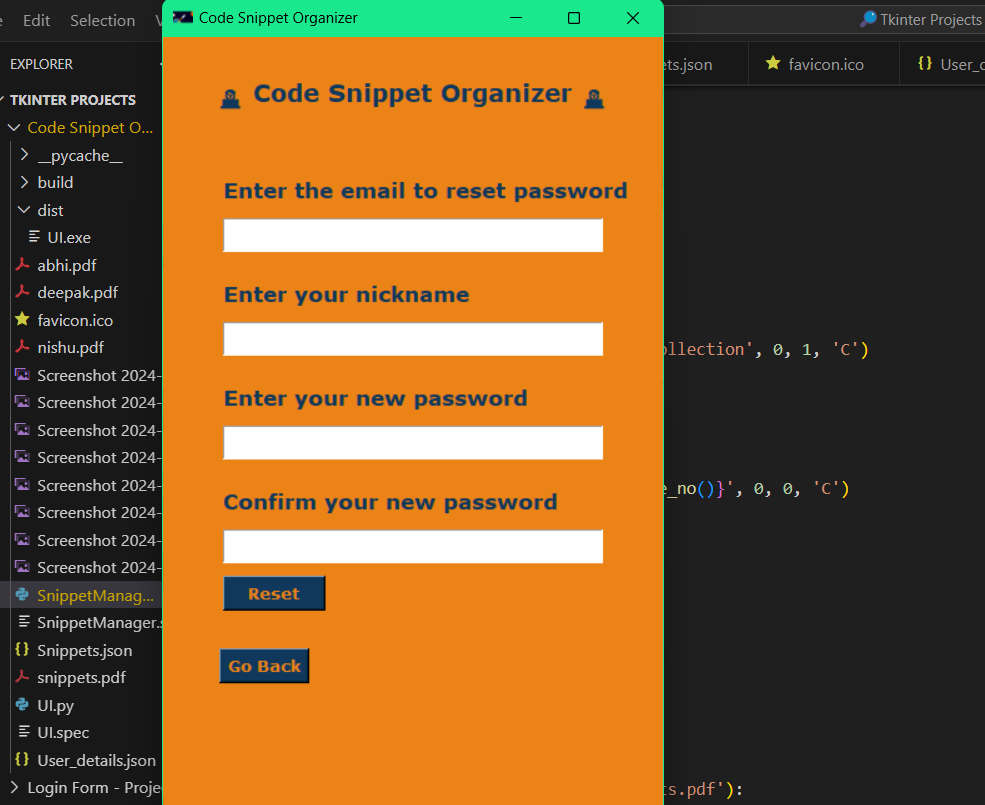 Edit Selection
Code Snippet Organizer
Tkinter Projects
EXPLORER
ts.json
favicon.ico
TKINTER PROJECTS
Code Snippet O...
__pycache__
build
dist
UI.exe
abhi.pdf
deepak.pdf
favicon.ico
nishu.pdf
Screenshot 2024-
Screenshot 2024-
Screenshot 2024-
Screenshot 2024-
Screenshot 2024-
Screenshot 2024-
Screenshot 2024-
Screenshot 2024-
SnippetManag...
SnippetManager.s
Snippets.json
snippets.pdf
UI.py
UI.spec
User_details.json
Login Form - Proje
Code Snippet Organizer
Enter the email to reset password
Enter your nickname
Enter your new password
Confirm your new password
Reset
Go Back
ollection', 0, 1, 'C')
e_no()}', 0, 0, 'C')
ts.pdf'):